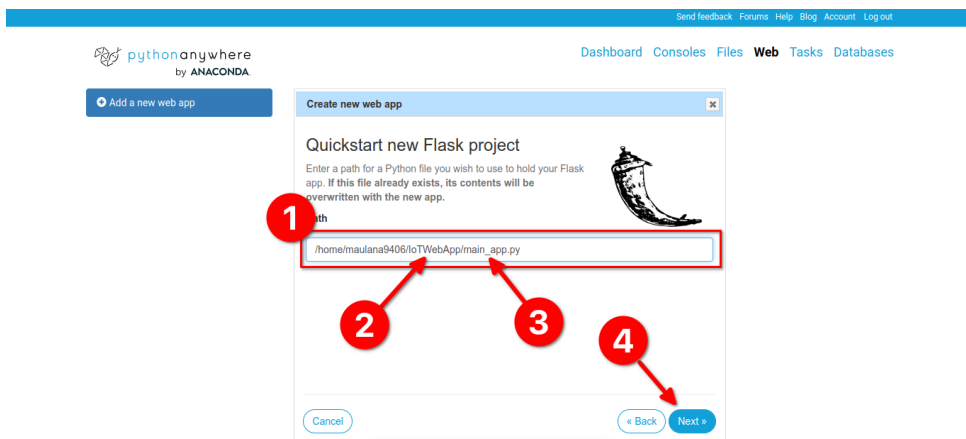 Send feedback Forums Help Blog Account Log out
pythonanywhere
by ANACONDA.
Dashboard Consoles Files Web Tasks Databases
Add a new web app
Create new web app
Quickstart new Flask project
Enter a path for a Python file you wish to use to hold your Flask
app. If this file already exists, its contents will be
overwritten with the new app.
1
/home/maulana9406/IoTWebApp/main_app.py
2
3
4
Cancel
« Back
Next »